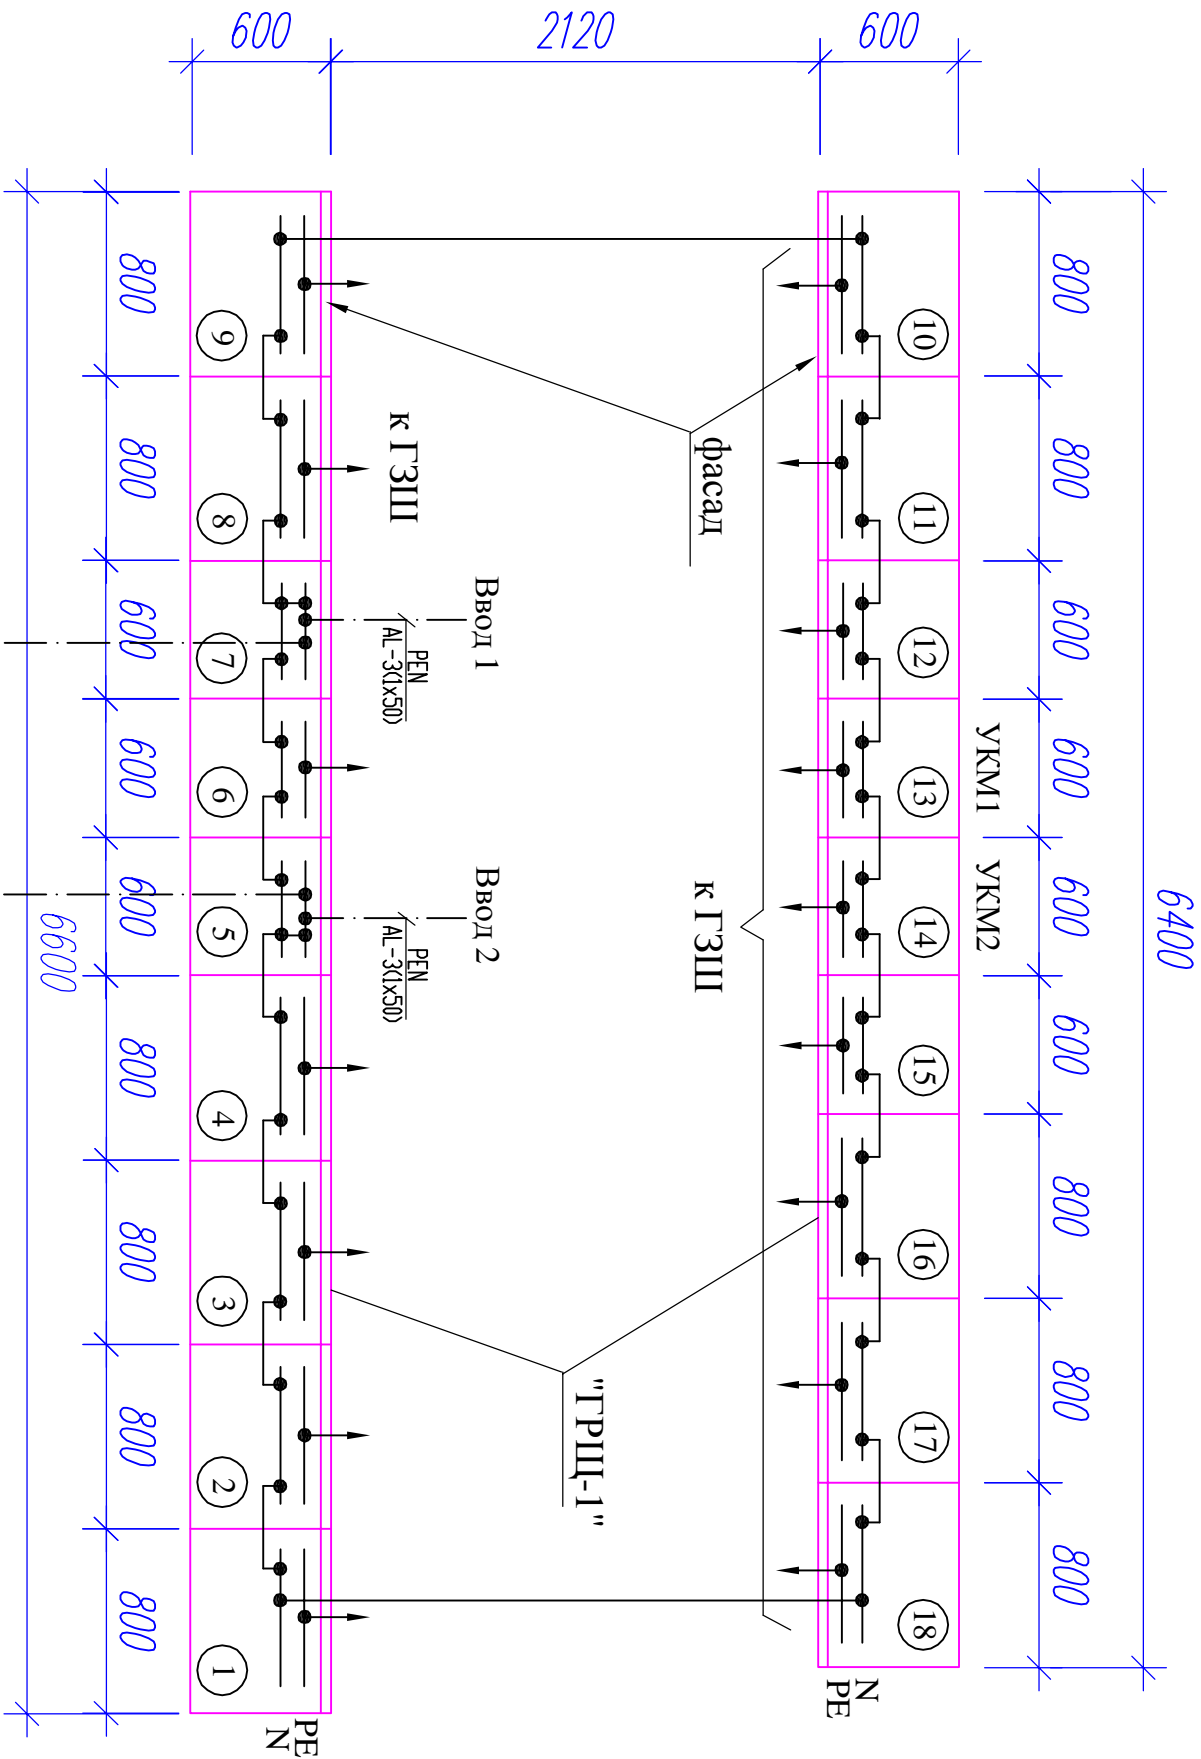 6400
800 800 600 600 600 600 800 800 800
УКМ1 УКМ2
10 11 12 13 14 15 16 17 18
N
PE
600
фасад
к ГЗШ
"ГРЩ-1"
2120
Ввод 1
Ввод 2
PEN
AL-3(1x50)
PEN
AL-3(1x50)
к ГЗШ
PE
N
600
9 8 7 6 5 4 3 2 1
800 800 600 600 600 800 800 800 800
6600